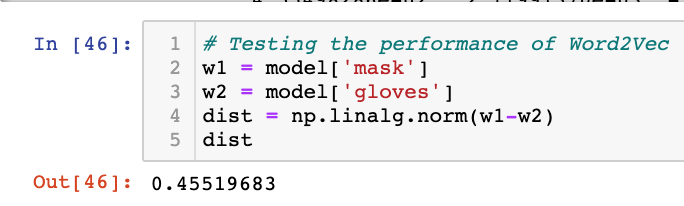 In [46]:
1 # Testing the performance of Word2Vec
2 w1 = model['mask']
3 w2 = model['gloves']
4 dist = np.linalg.norm(w1-w2)
5 dist
Out[46]: 0.45519683